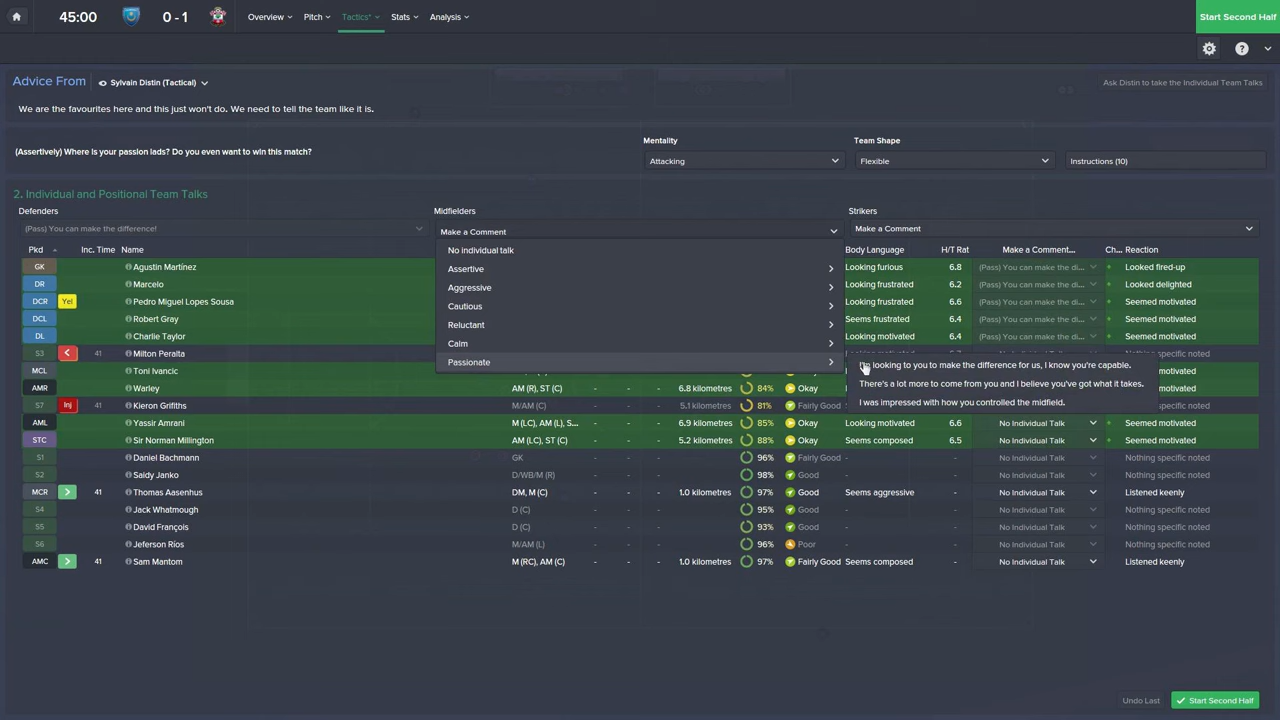 45:00 0 - 1 Overview Pitch Tactics* Stats Analysis Start Second Half
Advice From Sylvain Distin (Tactical) Ask Distin to take the Individual Team Talks
We are the favourites here and this just won't do. We need to tell the team like it is.
Mentality Team Shape
(Assertively) Where is your passion lads? Do you even want to win this match? Attacking Flexible Instructions (10)
2. Individual and Positional Team Talks
Defenders Midfielders Strikers
(Pass) You can make the difference! Make a Comment Make a Comment
Pkd Inc. Time Name Body Language H/T Rat Make a Comment... Ch... Reaction
No individual talk
Assertive
Aggressive
Cautious
Reluctant
Calm
Passionate
GK Agustin Martínez Looking furious 6.8 (Pass) You can make the di... Looked fired-up
DR Marcelo Looking frustrated 6.2 (Pass) You can make the di... Looked delighted
DCR Yel Pedro Miguel Lopes Sousa Looking frustrated 6.6 (Pass) You can make the di... Seemed motivated
DCL Robert Gray Seems frustrated 6.4 (Pass) You can make the di... Seemed motivated
DL Charlie Taylor Looking motivated 6.4 (Pass) You can make the di... Seemed motivated
S3 41 Milton Peralta
looking to you to make the difference for us, I know you're capable.
There's a lot more to come from you and I believe you've got what it takes.
I was impressed with how you controlled the midfield.
MCL Toni Ivancic motivated
AMR Warley AM (R), ST (C) - - - 6.8 kilometres 84% Okay motivated
S7 Inj 41 Kieron Grifiths M/AM (C) - - - 5.1 kilometres 81% Fairly Good
AML Yassir Amrani M (LC), AM (L), S... - - - 6.9 kilometres 85% Okay Looking motivated 6.6 No Individual Talk Seemed motivated
STC Sir Norman Millington AM (LC), ST (C) - - - 5.2 kilometres 88% Okay Seems composed 6.5 No Individual Talk Seemed motivated
S1 Daniel Bachmann GK - - - - 96% Fairly Good - - No Individual Talk Nothing specific noted
S2 Saidy Janko D/WB/M (R) - - - - 98% Good - - No Individual Talk Nothing specific noted
MCR 41 Thomas Aasenhus DM, M (C) - - - 1.0 kilometres 97% Good Seems aggressive - No Individual Talk Listened keenly
S4 Jack Whatmough D (C) - - - - 95% Good - - No Individual Talk Nothing specific noted
S5 David François D (C) - - - - 93% Good - - No Individual Talk Nothing specific noted
S6 Jeferson Ríos M/AM (L) - - - - 96% Poor - - No Individual Talk Nothing specific noted
AMC 41 Sam Mantom M (RC), AM (C) - - - 1.0 kilometres 97% Fairly Good Seems composed - No Individual Talk Listened keenly
Undo Last Start Second Half